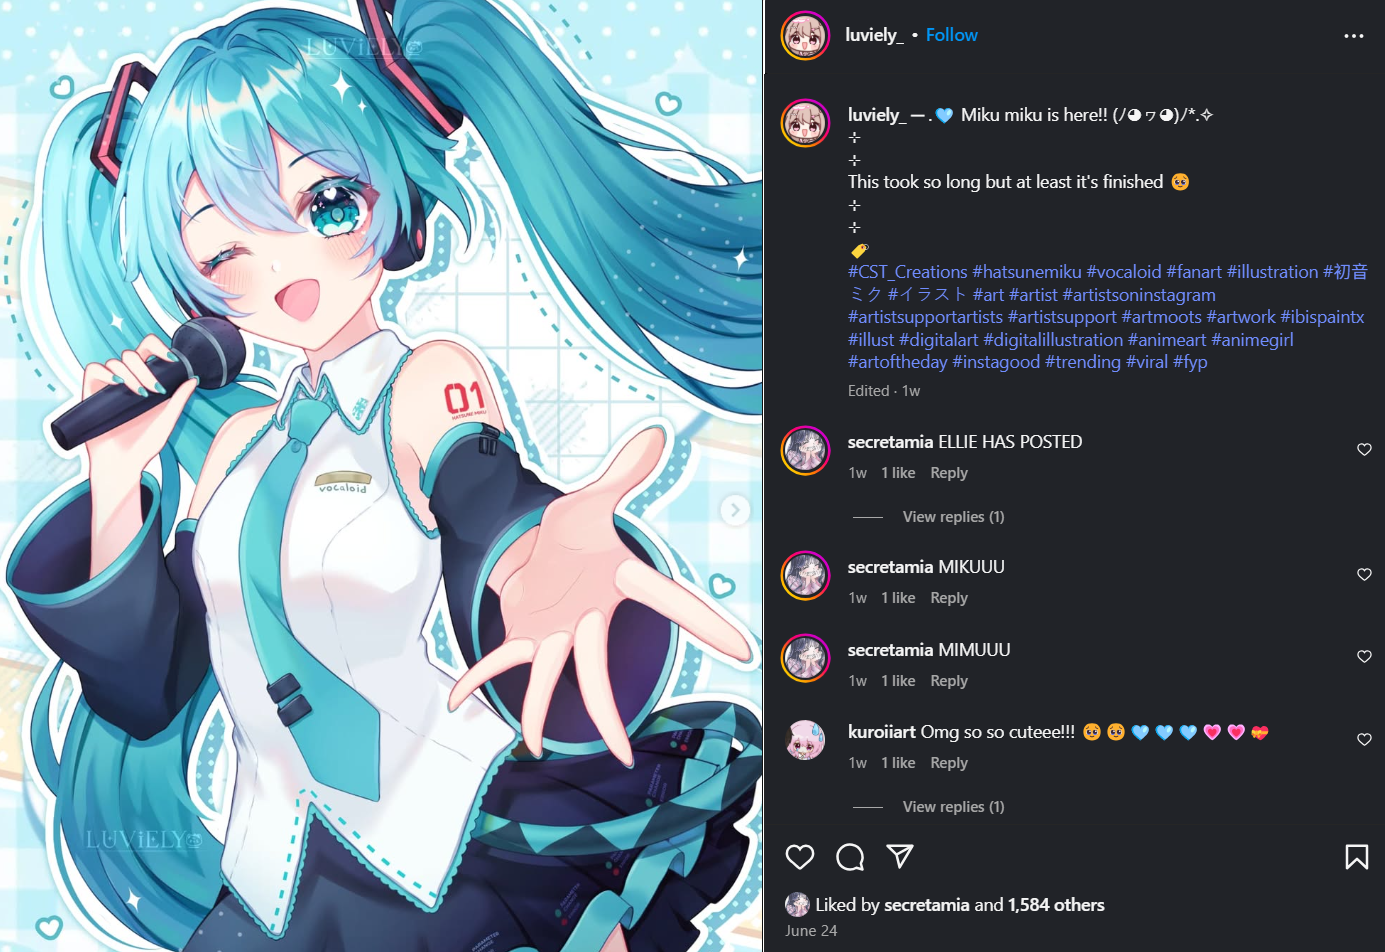 LUViELY
01
HATSUNE MIKU
vocaloid
LUViELY
luviely_ • Follow
luviely_ — .🩵 Miku miku is here!! (ﾉ◕ヮ◕)ﾉ*.✧
⊹
⊹
This took so long but at least it's finished 🥹
⊹
⊹
🏷️
#CST_Creations #hatsunemiku #vocaloid #fanart #illustration #初音
ミク #イラスト #art #artist #artistsoninstagram
#artistsupportartists #artistsupport #artmoots #artwork #ibispaintx
#illust #digitalart #digitalillustration #animeart #animegirl
#artoftheday #instagood #trending #viral #fyp
Edited · 1w
secretamia ELLIE HAS POSTED
1w 1 like Reply
View replies (1)
secretamia MIKUUU
1w 1 like Reply
secretamia MIMUUU
1w 1 like Reply
kuroiiart Omg so so cuteee!!! 🥹🥹🩵🩵🩵💗💗💝
1w 1 like Reply
View replies (1)
Liked by secretamia and 1,584 others
June 24